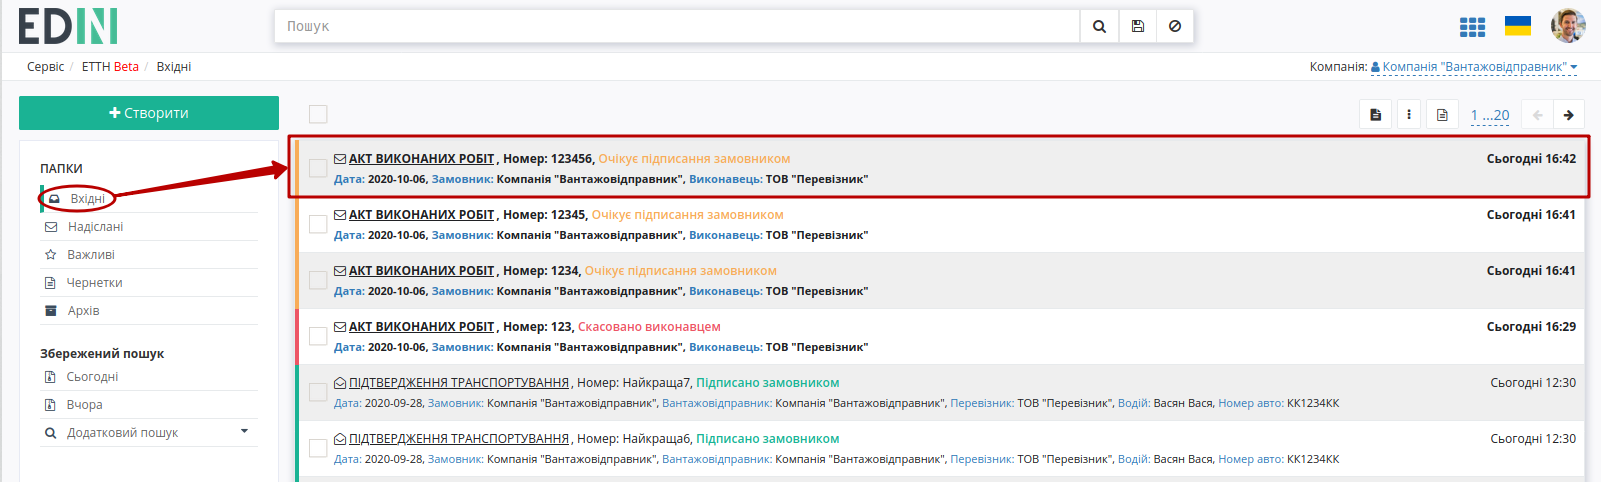 EDIN
Пошук
Сервіс / ЕТТН Beta / Вхідні
Компанія: Компанія "Вантажовідправник"
Створити
1 ...20
ПАПКИ
Вхідні
Надіслані
Важливі
Чернетки
Архів
Збережений пошук
Сьогодні
Вчора
Додатковий пошук
АКТ ВИКОНАНИХ РОБІТ , Номер: 123456, Очікує підписання замовником Сьогодні 16:42
Дата: 2020-10-06, Замовник: Компанія "Вантажовідправник", Виконавець: ТОВ "Перевізник"
АКТ ВИКОНАНИХ РОБІТ , Номер: 12345, Очікує підписання замовником Сьогодні 16:41
Дата: 2020-10-06, Замовник: Компанія "Вантажовідправник", Виконавець: ТОВ "Перевізник"
АКТ ВИКОНАНИХ РОБІТ , Номер: 1234, Очікує підписання замовником Сьогодні 16:41
Дата: 2020-10-06, Замовник: Компанія "Вантажовідправник", Виконавець: ТОВ "Перевізник"
АКТ ВИКОНАНИХ РОБІТ , Номер: 123, Скасовано виконавцем Сьогодні 16:29
Дата: 2020-10-06, Замовник: Компанія "Вантажовідправник", Виконавець: ТОВ "Перевізник"
ПІДТВЕРДЖЕННЯ ТРАНСПОРТУВАННЯ , Номер: Найкраща7, Підписано замовником Сьогодні 12:30
Дата: 2020-09-28, Замовник: Компанія "Вантажовідправник", Вантажовідправник: Компанія "Вантажовідправник", Перевізник: ТОВ "Перевізник", Водій: Васян Вася, Номер авто: КК1234КК
ПІДТВЕРДЖЕННЯ ТРАНСПОРТУВАННЯ , Номер: Найкраща6, Підписано замовником Сьогодні 12:30
Дата: 2020-09-28, Замовник: Компанія "Вантажовідправник", Вантажовідправник: Компанія "Вантажовідправник", Перевізник: ТОВ "Перевізник", Водій: Васян Вася, Номер авто: КК1234КК